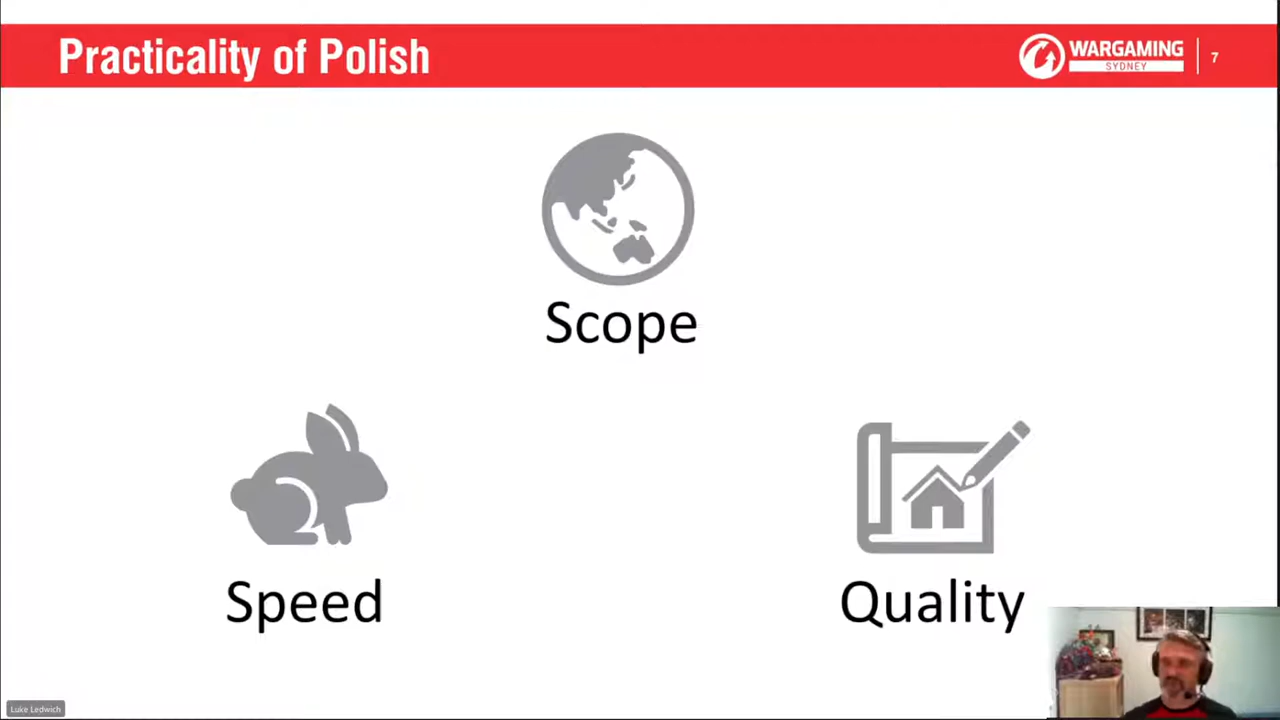 Practicality of Polish
WARGAMING
SYDNEY
7
Scope
Speed
Quality
Luke Ledwich